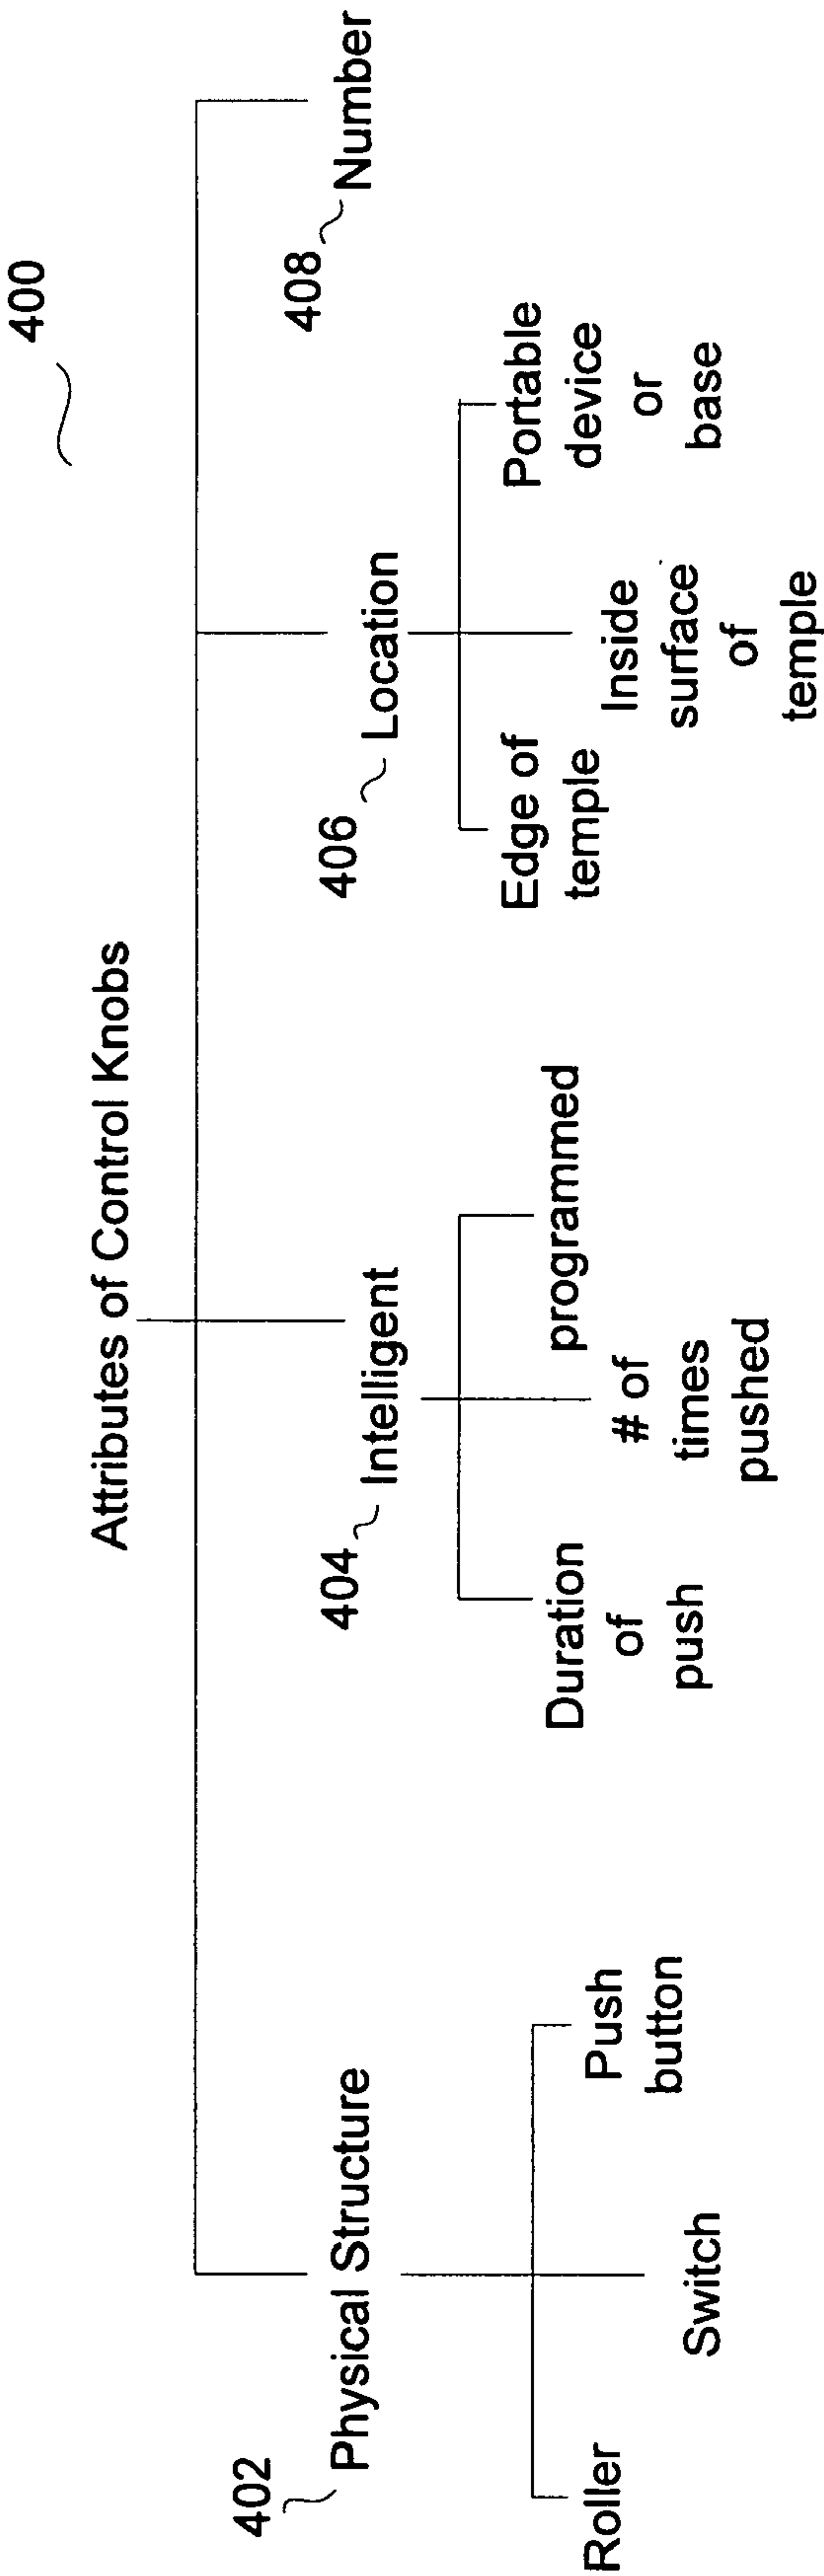 400
Attributes of Control Knobs
402
Physical Structure
Roller
Switch
Push
button
404
Intelligent
Duration
of
push
# of
times
pushed
programmed
406
Location
Edge of
temple
Inside
surface
of
temple
Portable
device
or
base
408
Number